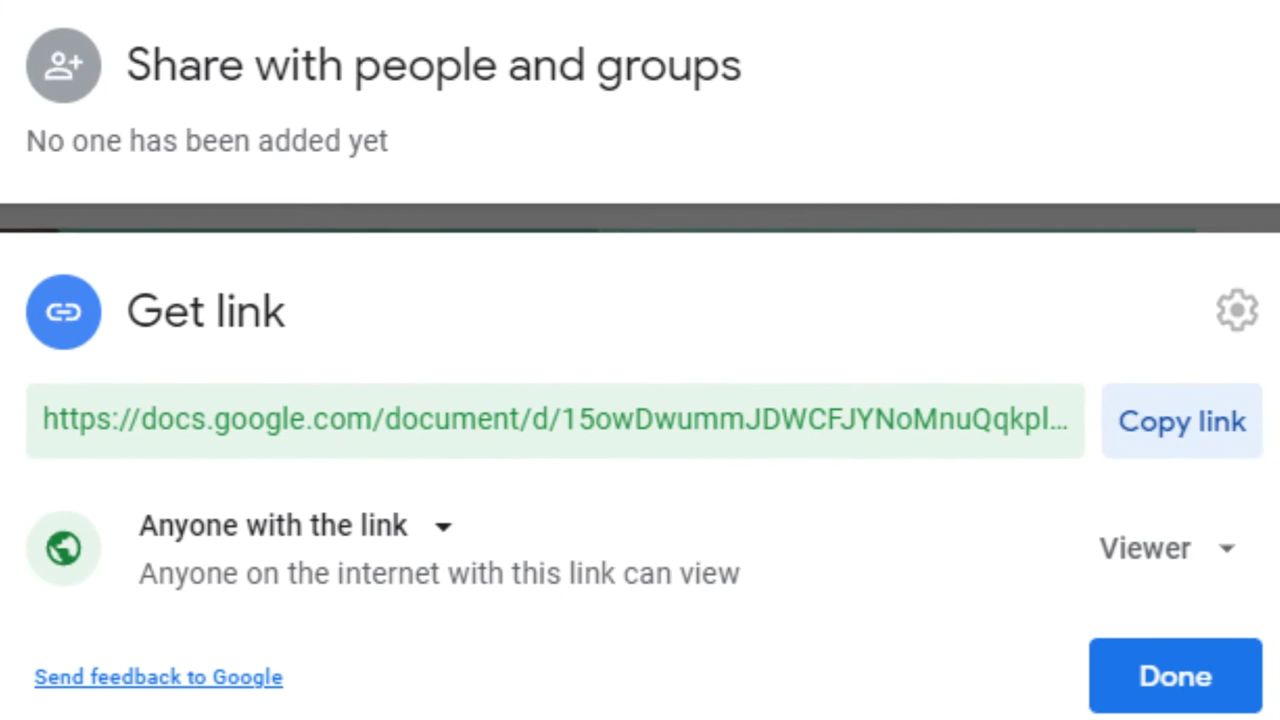 Share with people and groups
No one has been added yet
Get link
https://docs.google.com/document/d/15owDwummJDWCFJYNoMnuQqkpl...
Copy link
Anyone with the link
Anyone on the internet with this link can view
Viewer
Send feedback to Google
Done